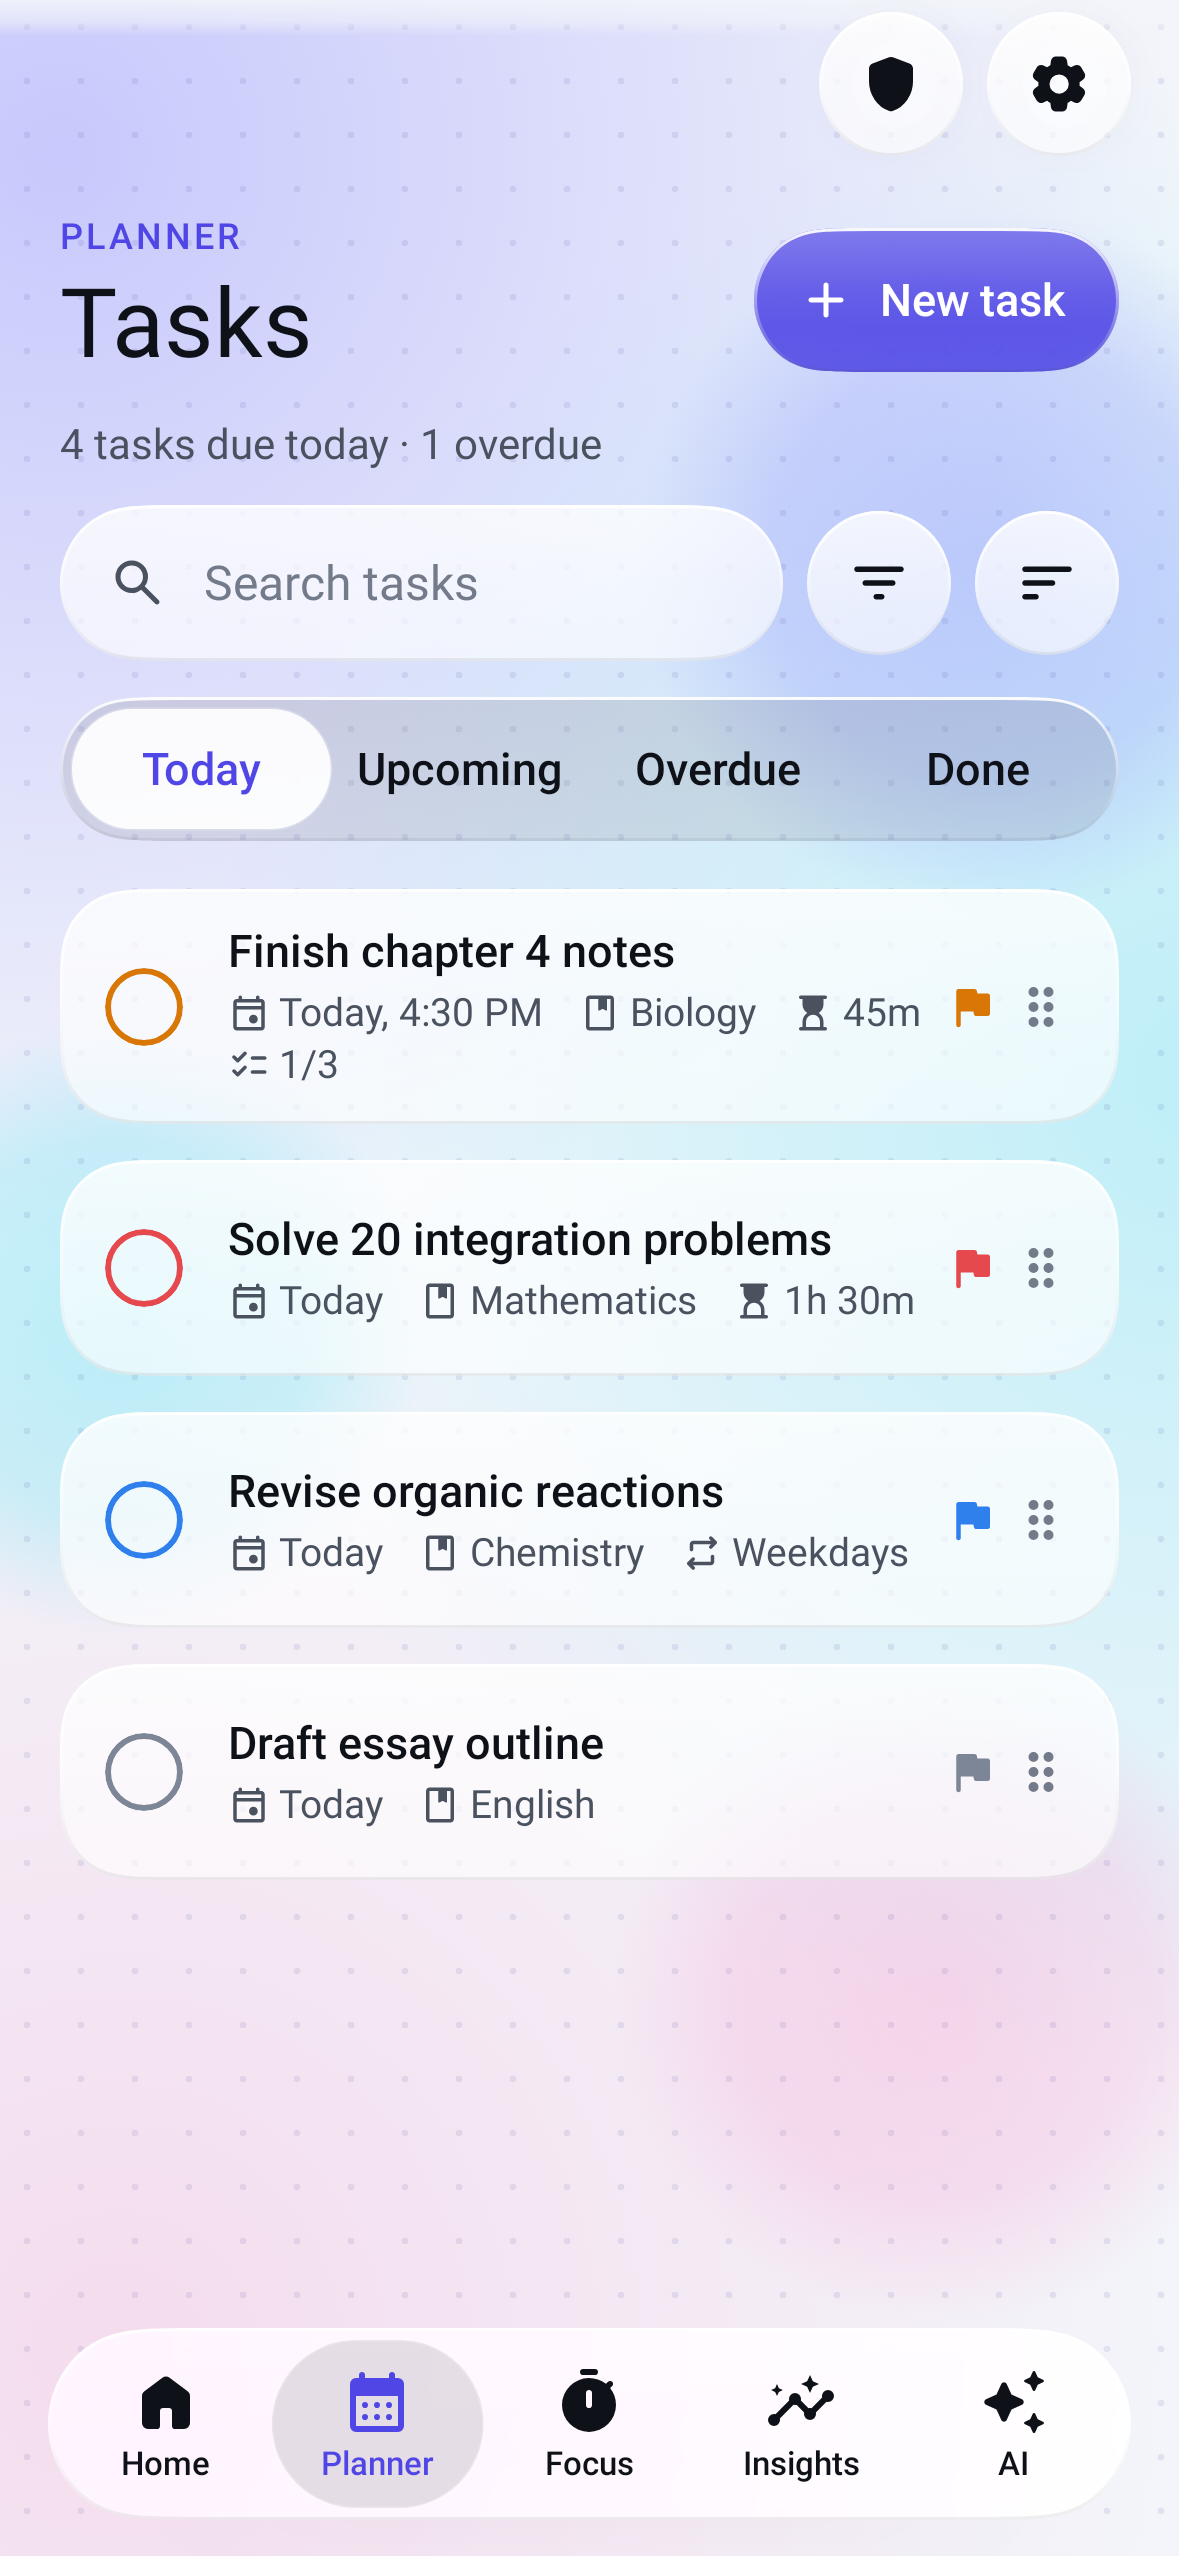 PLANNER
Tasks
New task
4 tasks due today · 1 overdue
Search tasks
Today Upcoming Overdue Done
Finish chapter 4 notes
Today, 4:30 PM Biology 45m
1/3
Solve 20 integration problems
Today Mathematics 1h 30m
Revise organic reactions
Today Chemistry Weekdays
Draft essay outline
Today English
Home Planner Focus Insights AI